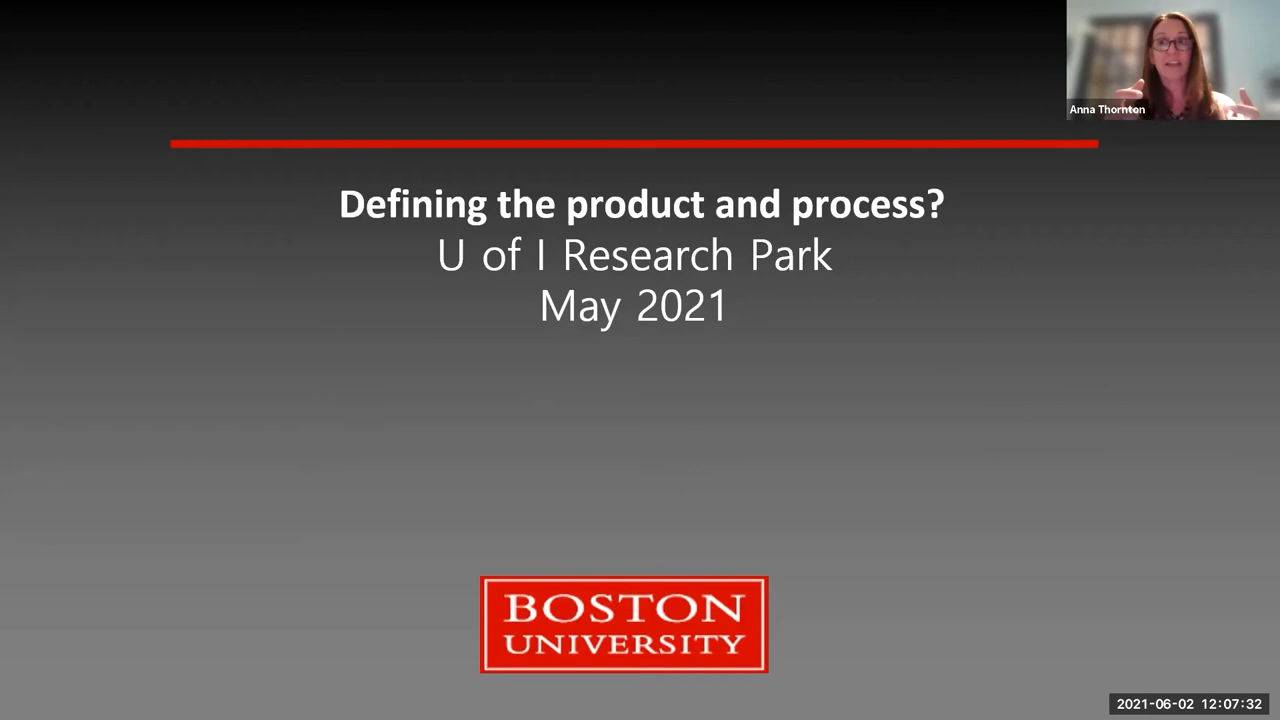 Anna Thornton
Defining the product and process?
U of I Research Park
May 2021
BOSTON
UNIVERSITY
2021-06-02 12:07:32